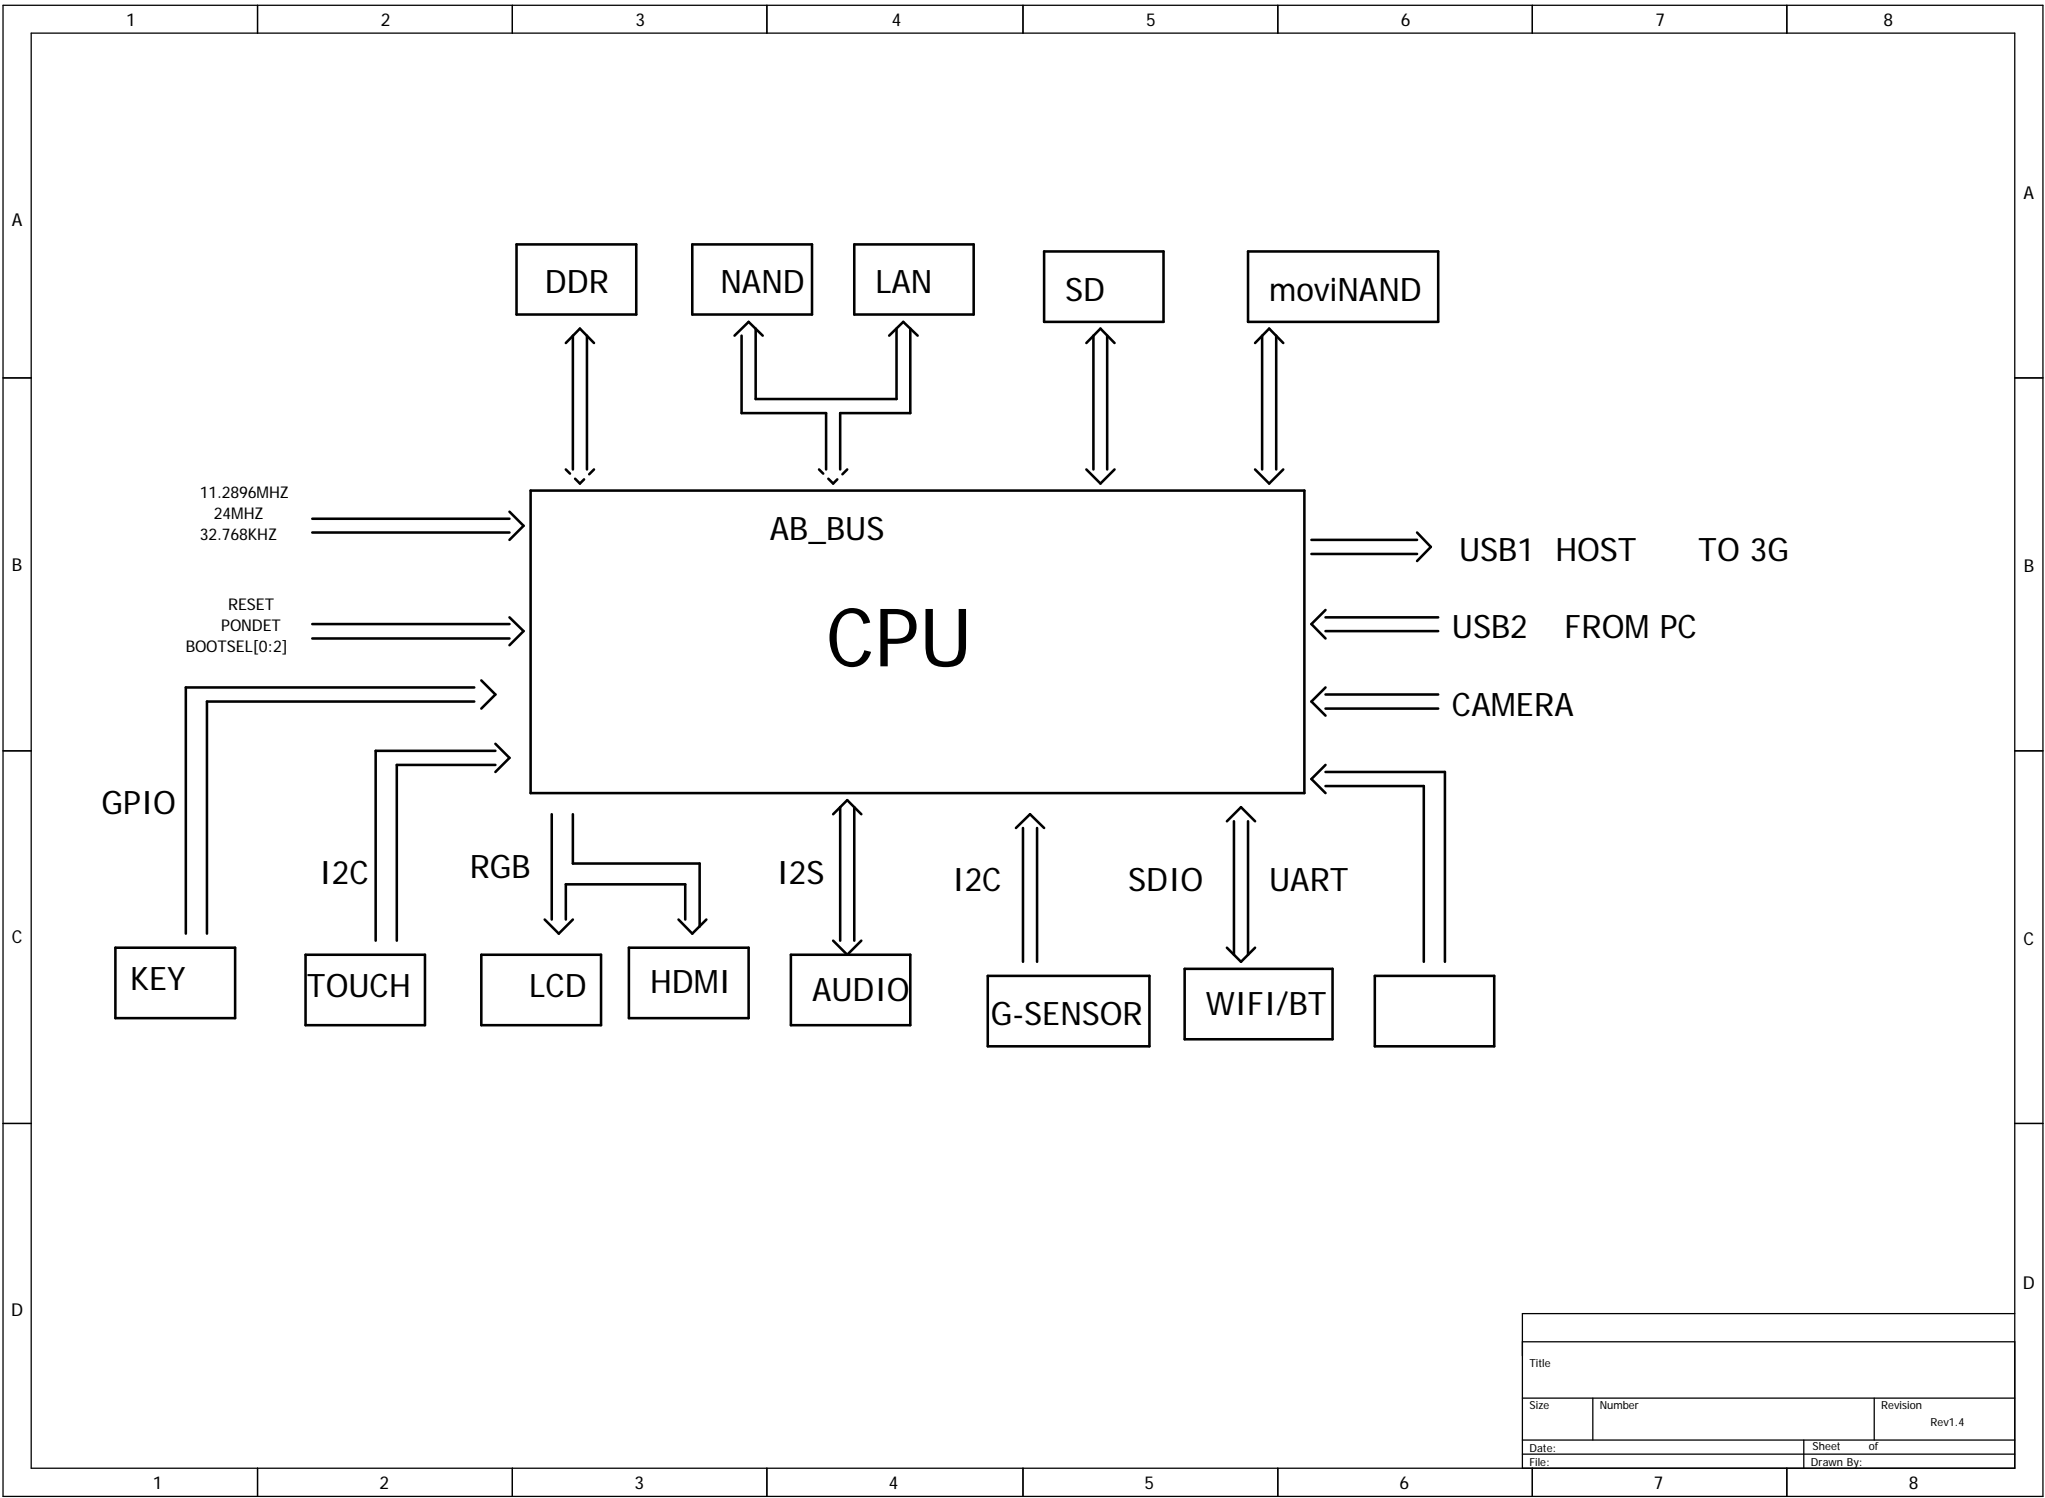 1 2 3 4 5 6 7 8
A A
DDR NAND LAN SD moviNAND
11.2896MHZ
24MHZ
32.768KHZ
AB_BUS
USB1 HOST TO 3G
B B
RESET
PONDET
BOOTSEL[0:2]
CPU
USB2 FROM PC
CAMERA
GPIO
I2C RGB I2S I2C SDIO UART
C C
KEY TOUCH LCD HDMI AUDIO G-SENSOR WIFI/BT
D D
Title
Size Number Revision
Rev1.4
Date: Sheet of
File: Drawn By:
1 2 3 4 5 6 7 8